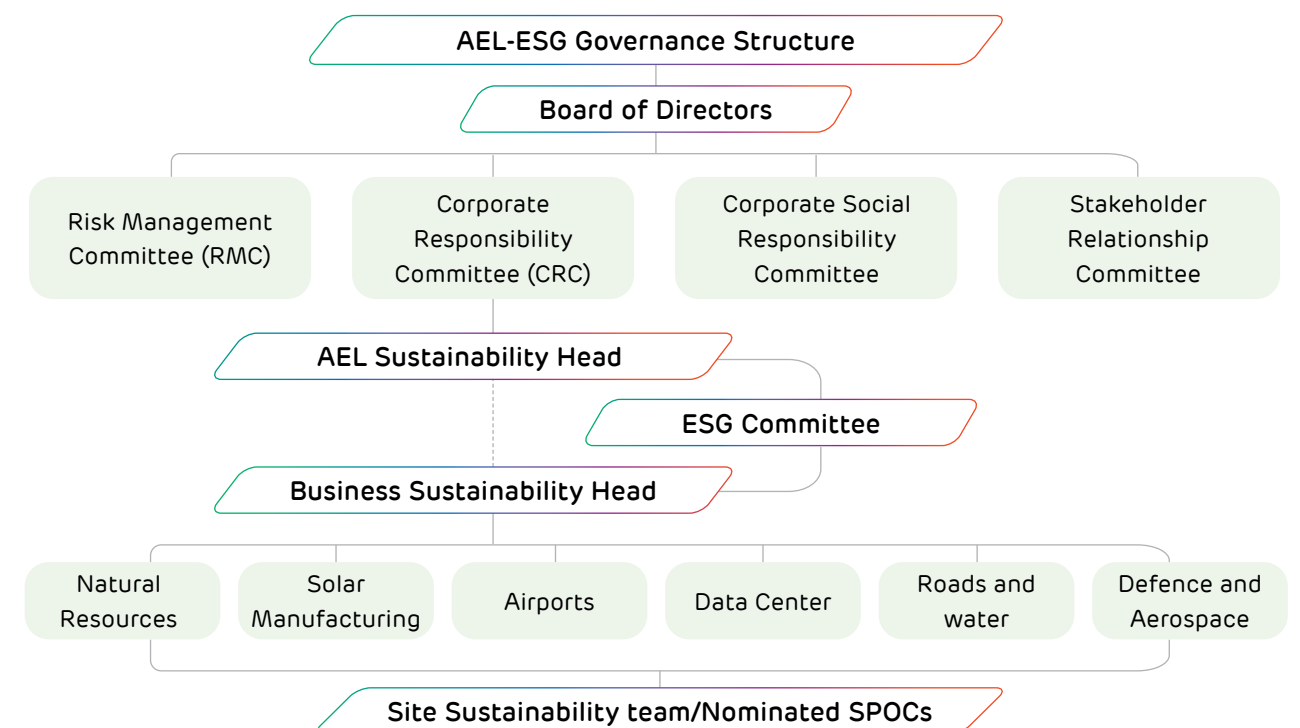 AEL-ESG Governance Structure
Board of Directors
Risk Management
Committee (RMC)
Corporate
Responsibility
Committee (CRC)
Corporate Social
Responsibility
Committee
Stakeholder
Relationship
Committee
AEL Sustainability Head
ESG Committee
Business Sustainability Head
Natural
Resources
Solar
Manufacturing
Airports
Data Center
Roads and
water
Defence and
Aerospace
Site Sustainability team/Nominated SPOCs